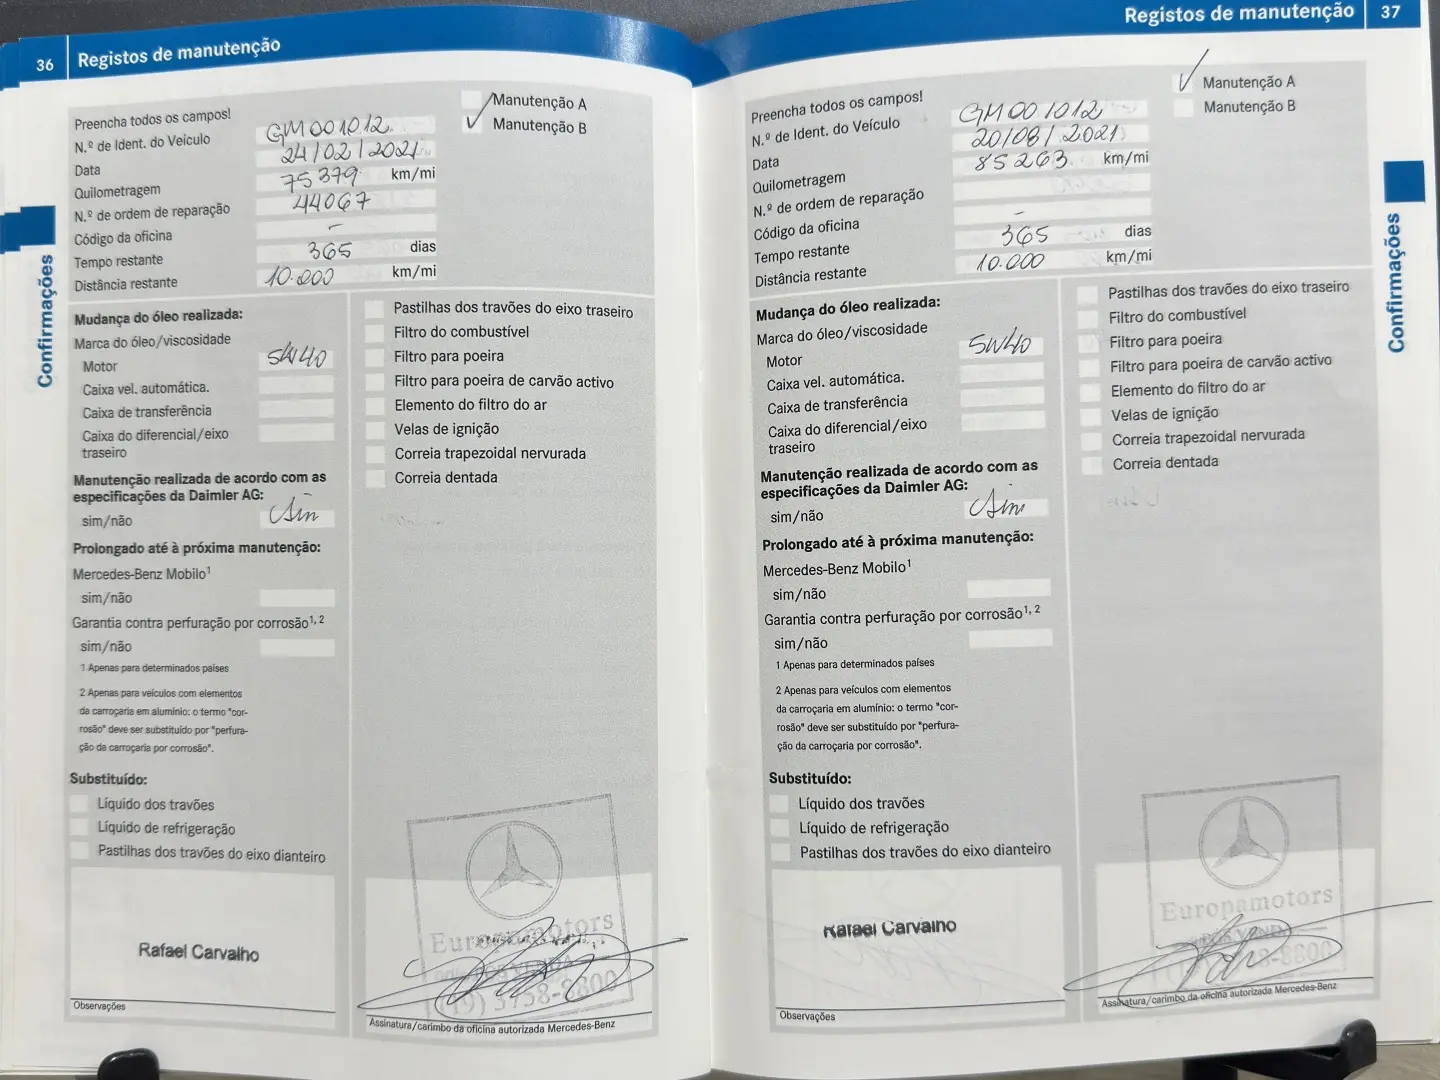 36 Registos de manutenção
Preencha todos os campos!
N.º de Ident. do Veículo GM001012
Data 24/02/2021
Quilometragem 75379 km/mi
N.º de ordem de reparação 44067
Código da oficina -
Tempo restante 365 dias
Distância restante 10.000 km/mi
Manutenção A
✓ Manutenção B
Confirmações
Mudança do óleo realizada:
Marca do óleo/viscosidade
Motor 5W40
Caixa vel. automática.
Caixa de transferência
Caixa do diferencial/eixo
traseiro
Manutenção realizada de acordo com as
especificações da Daimler AG:
sim/não Sim
Prolongado até à próxima manutenção:
Mercedes-Benz Mobilo¹
sim/não
Garantia contra perfuração por corrosão¹, ²
sim/não
1 Apenas para determinados países
2 Apenas para veículos com elementos
da carroçaria em alumínio: o termo "cor-
rosão" deve ser substituído por "perfura-
ção da carroçaria por corrosão".
Substituído:
Líquido dos travões
Líquido de refrigeração
Pastilhas dos travões do eixo dianteiro
Pastilhas dos travões do eixo traseiro
Filtro do combustível
Filtro para poeira
Filtro para poeira de carvão activo
Elemento do filtro do ar
Velas de ignição
Correia trapezoidal nervurada
Correia dentada
Rafael Carvalho
Observações
Europamotors
(19) 3758-8800
Assinatura/carimbo da oficina autorizada Mercedes-Benz
Registos de manutenção 37
Preencha todos os campos!
N.º de Ident. do Veículo GM001012
Data 20/08/2021
Quilometragem 85263 km/mi
N.º de ordem de reparação
Código da oficina -
Tempo restante 365 dias
Distância restante 10.000 km/mi
✓ Manutenção A
Manutenção B
Confirmações
Mudança do óleo realizada:
Marca do óleo/viscosidade
Motor 5W40
Caixa vel. automática.
Caixa de transferência
Caixa do diferencial/eixo
traseiro
Manutenção realizada de acordo com as
especificações da Daimler AG:
sim/não Sim
Prolongado até à próxima manutenção:
Mercedes-Benz Mobilo¹
sim/não
Garantia contra perfuração por corrosão¹, ²
sim/não
1 Apenas para determinados países
2 Apenas para veículos com elementos
da carroçaria em alumínio: o termo "cor-
rosão" deve ser substituído por "perfura-
ção da carroçaria por corrosão".
Substituído:
Líquido dos travões
Líquido de refrigeração
Pastilhas dos travões do eixo dianteiro
Pastilhas dos travões do eixo traseiro
Filtro do combustível
Filtro para poeira
Filtro para poeira de carvão activo
Elemento do filtro do ar
Velas de ignição
Correia trapezoidal nervurada
Correia dentada
Rafael Carvalho
Observações
Europamotors
Assinatura/carimbo da oficina autorizada Mercedes-Benz